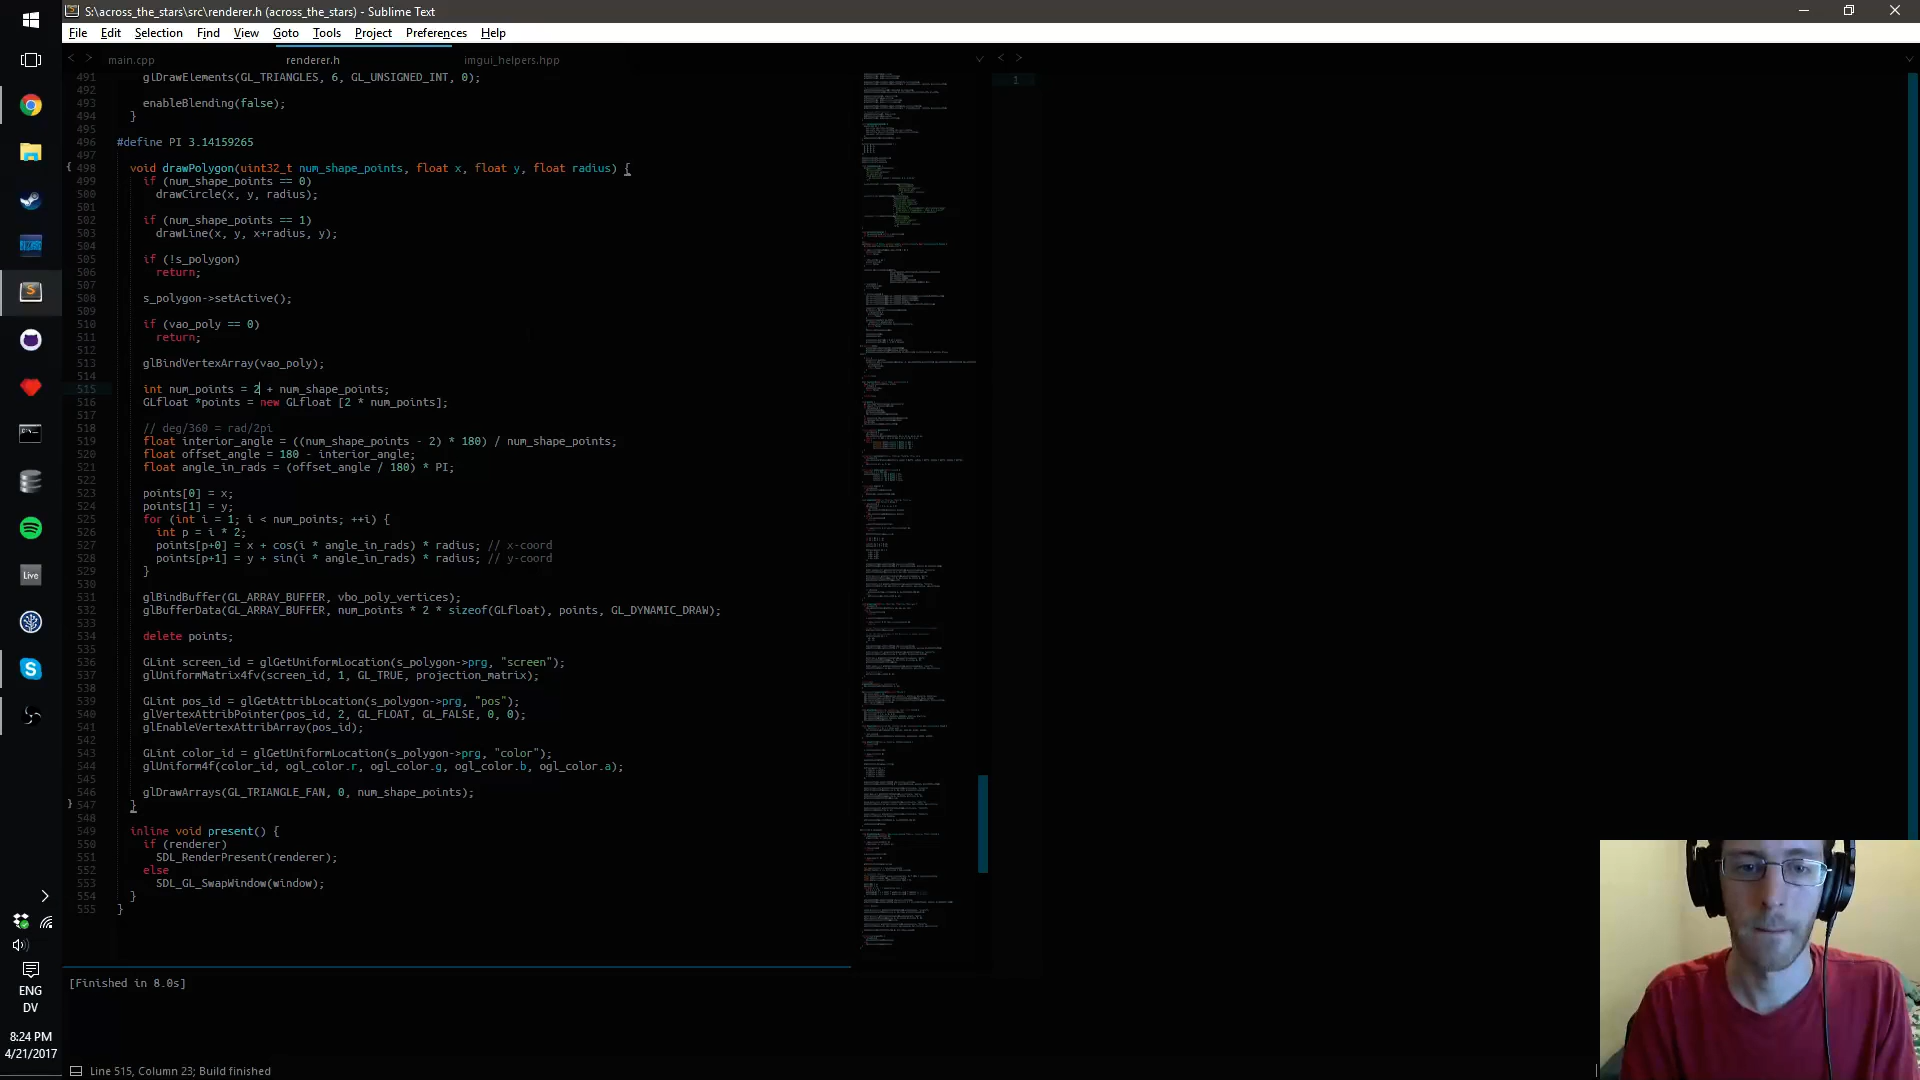 S:\across_the_stars\src\renderer.h (across_the_stars) - Sublime Text
File Edit Selection Find View Goto Tools Project Preferences Help
main.cpp renderer.h imgui_helpers.hpp
491 glDrawElements(GL_TRIANGLES, 6, GL_UNSIGNED_INT, 0);
492
493 enableBlending(false);
494 }
495
496 #define PI 3.14159265
497
498 void drawPolygon(uint32_t num_shape_points, float x, float y, float radius) {
499 if (num_shape_points == 0)
500 drawCircle(x, y, radius);
501
502 if (num_shape_points == 1)
503 drawLine(x, y, x+radius, y);
504
505 if (!s_polygon)
506 return;
507
508 s_polygon->setActive();
509
510 if (vao_poly == 0)
511 return;
512
513 glBindVertexArray(vao_poly);
514
515 int num_points = 2 + num_shape_points;
516 GLfloat *points = new GLfloat [2 * num_points];
517
518 // deg/360 = rad/2pi
519 float interior_angle = ((num_shape_points - 2) * 180) / num_shape_points;
520 float offset_angle = 180 - interior_angle;
521 float angle_in_rads = (offset_angle / 180) * PI;
522
523 points[0] = x;
524 points[1] = y;
525 for (int i = 1; i < num_points; ++i) {
526 int p = i * 2;
527 points[p+0] = x + cos(i * angle_in_rads) * radius; // x-coord
528 points[p+1] = y + sin(i * angle_in_rads) * radius; // y-coord
529 }
530
531 glBindBuffer(GL_ARRAY_BUFFER, vbo_poly_vertices);
532 glBufferData(GL_ARRAY_BUFFER, num_points * 2 * sizeof(GLfloat), points, GL_DYNAMIC_DRAW);
533
534 delete points;
535
536 GLint screen_id = glGetUniformLocation(s_polygon->prg, "screen");
537 glUniformMatrix4fv(screen_id, 1, GL_TRUE, projection_matrix);
538
539 GLint pos_id = glGetAttribLocation(s_polygon->prg, "pos");
540 glVertexAttribPointer(pos_id, 2, GL_FLOAT, GL_FALSE, 0, 0);
541 glEnableVertexAttribArray(pos_id);
542
543 GLint color_id = glGetUniformLocation(s_polygon->prg, "color");
544 glUniform4f(color_id, ogl_color.r, ogl_color.g, ogl_color.b, ogl_color.a);
545
546 glDrawArrays(GL_TRIANGLE_FAN, 0, num_shape_points);
547 }
548
549 inline void present() {
550 if (renderer)
551 SDL_RenderPresent(renderer);
552 else
553 SDL_GL_SwapWindow(window);
554 }
555 }
1
[Finished in 8.0s]
Line 515, Column 23; Build finished
Live
ENG
DV
8:24 PM
4/21/2017